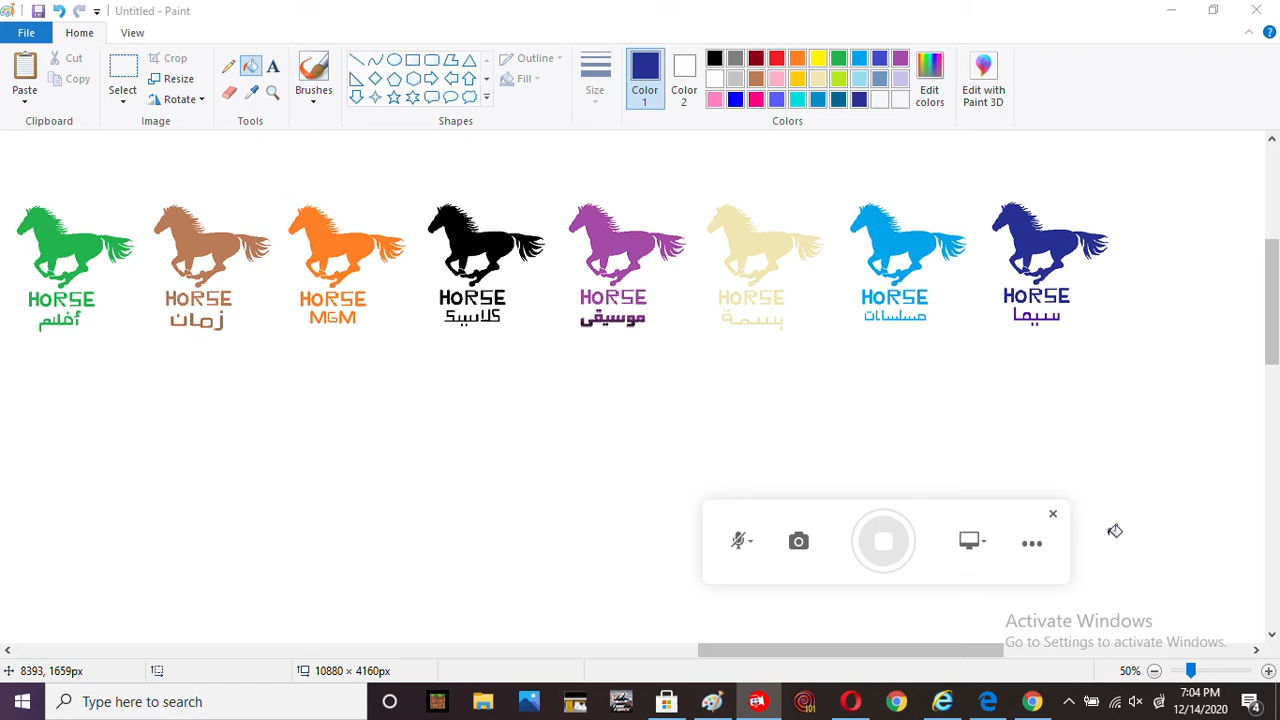 Untitled - Paint
File
Home
View
Paste
Cut
Copy
Clipboard
Select
Crop
Resize
Rotate
Image
Tools
Brushes
Shapes
Outline
Fill
Size
Color 1
Color 2
Colors
Edit colors
Edit with Paint 3D
HORSE
أفلام
HORSE
زمان
HORSE
MGM
HORSE
كلاسيك
HORSE
موسيقى
HORSE
بسمة
HORSE
مسلسلات
HORSE
سيما
Activate Windows
Go to Settings to activate Windows.
8393, 1659px
10880 × 4160px
50%
Type here to search
101
7:04 PM
12/14/2020
4